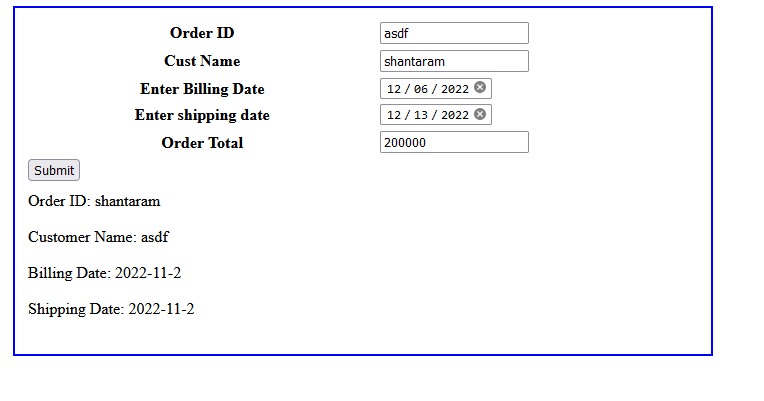 Order ID asdf
Cust Name shantaram
Enter Billing Date 12 / 06 / 2022
Enter shipping date 12 / 13 / 2022
Order Total 200000
Submit
Order ID: shantaram
Customer Name: asdf
Billing Date: 2022-11-2
Shipping Date: 2022-11-2